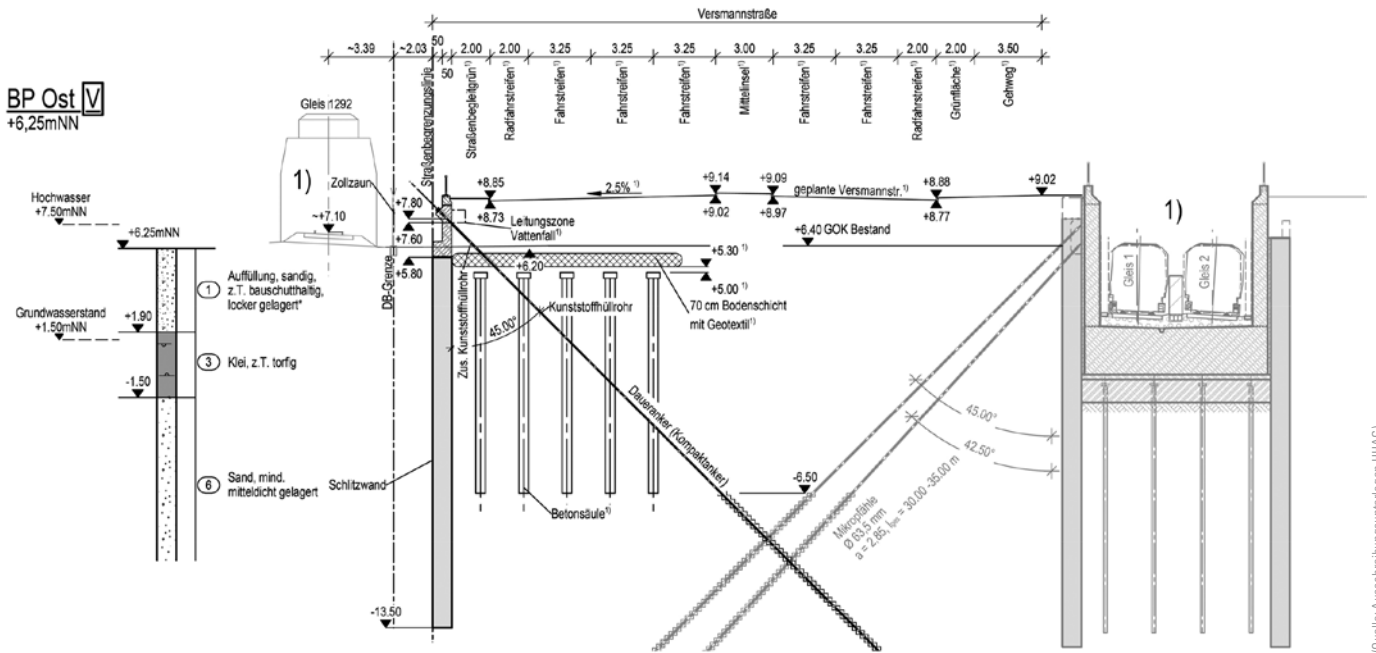 Versmannstraße
~3.39 ~2.03 50 50 2.00 2.00 3.25 3.25 3.25 3.00 3.25 3.25 2.00 2.00 3.50
BP Ost V
+6,25mNN
Straßenbegrenzungslinie
Straßenbegleitgrün¹⁾
Radfahrstreifen¹⁾
Fahrstreifen¹⁾
Fahrstreifen¹⁾
Fahrstreifen¹⁾
Mittelinsel¹⁾
Fahrstreifen¹⁾
Fahrstreifen¹⁾
Radfahrstreifen¹⁾
Grünfläche¹⁾
Gehweg¹⁾
Gleis 1292
1)
Zollzaun
~+7.10
DB-Grenze
Hochwasser
+7.50mNN
+6.25mNN
1 Auffüllung, sandig,
z.T. bauschutthaltig,
locker gelagert*
Grundwasserstand
+1.50mNN
+1.90
3 Klei, z.T. torfig
-1.50
6 Sand, mind.
mitteldicht gelagert
Schlitzwand
-13.50
+7.80
+7.60
+5.80
+8.85
+8.73
2.5% ¹⁾
+9.14
+9.02
+9.09
+8.97
geplante Versmannstr.¹⁾
+8.88
+8.77
+9.02
Leitungszone
Vattenfall¹⁾
+6,40 GOK Bestand
+6.20
+5.30 ¹⁾
+5.00 ¹⁾
70 cm Bodenschicht
mit Geotextil¹⁾
Zus. Kunststoffhüllrohr
Kunststoffhüllrohr
45.00°
Daueranker (Kompaktanker)
Betonsäule¹⁾
-6.50
45.00°
42.50°
Mikropfähle
Ø 63,5 mm
1)
Gleis 1
Gleis 2